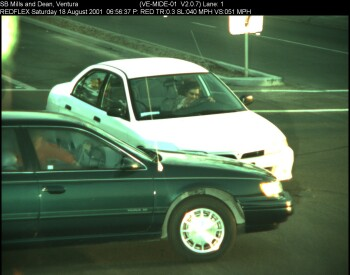 SB Mills and Dean, Ventura (VE-MIDE-01 V2.0.7) Lane: 1
REDFLEX Saturday 18 August 2001 06:56:37 P: RED TR:0.3 SL:040 MPH VS:051 MPH